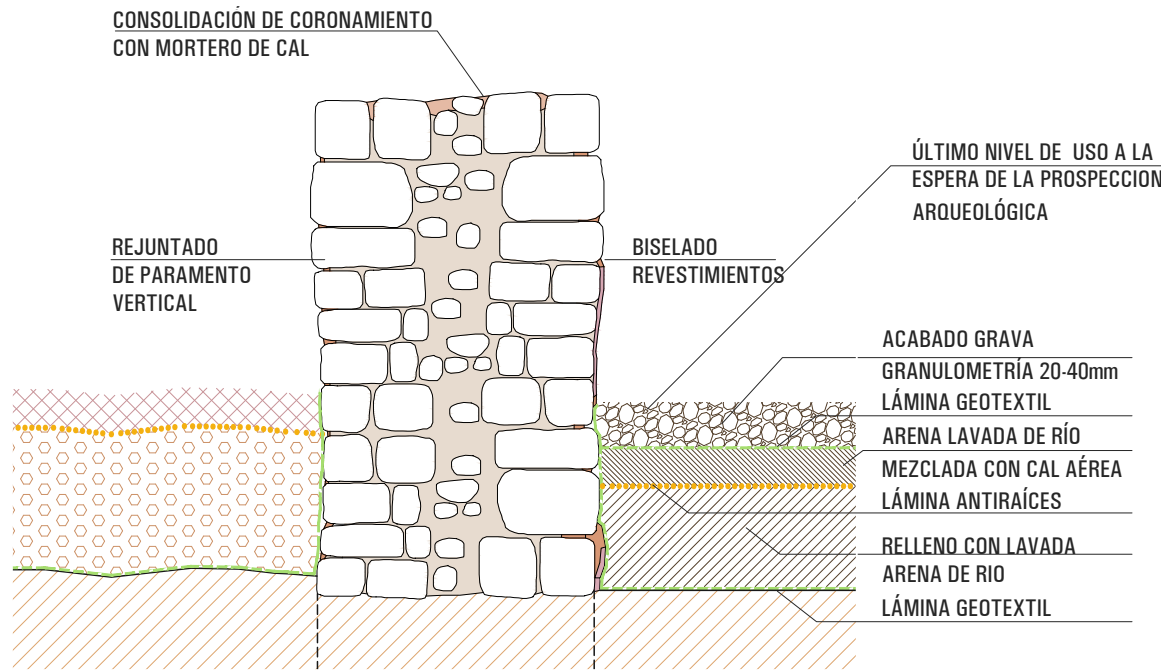 CONSOLIDACIÓN DE CORONAMIENTO
CON MORTERO DE CAL
ÚLTIMO NIVEL DE USO A LA
ESPERA DE LA PROSPECCION
ARQUEOLÓGICA
REJUNTADO
DE PARAMENTO
VERTICAL
BISELADO
REVESTIMIENTOS
ACABADO GRAVA
GRANULOMETRÍA 20-40mm
LÁMINA GEOTEXTIL
ARENA LAVADA DE RÍO
MEZCLADA CON CAL AÉREA
LÁMINA ANTIRAÍCES
RELLENO CON LAVADA
ARENA DE RIO
LÁMINA GEOTEXTIL